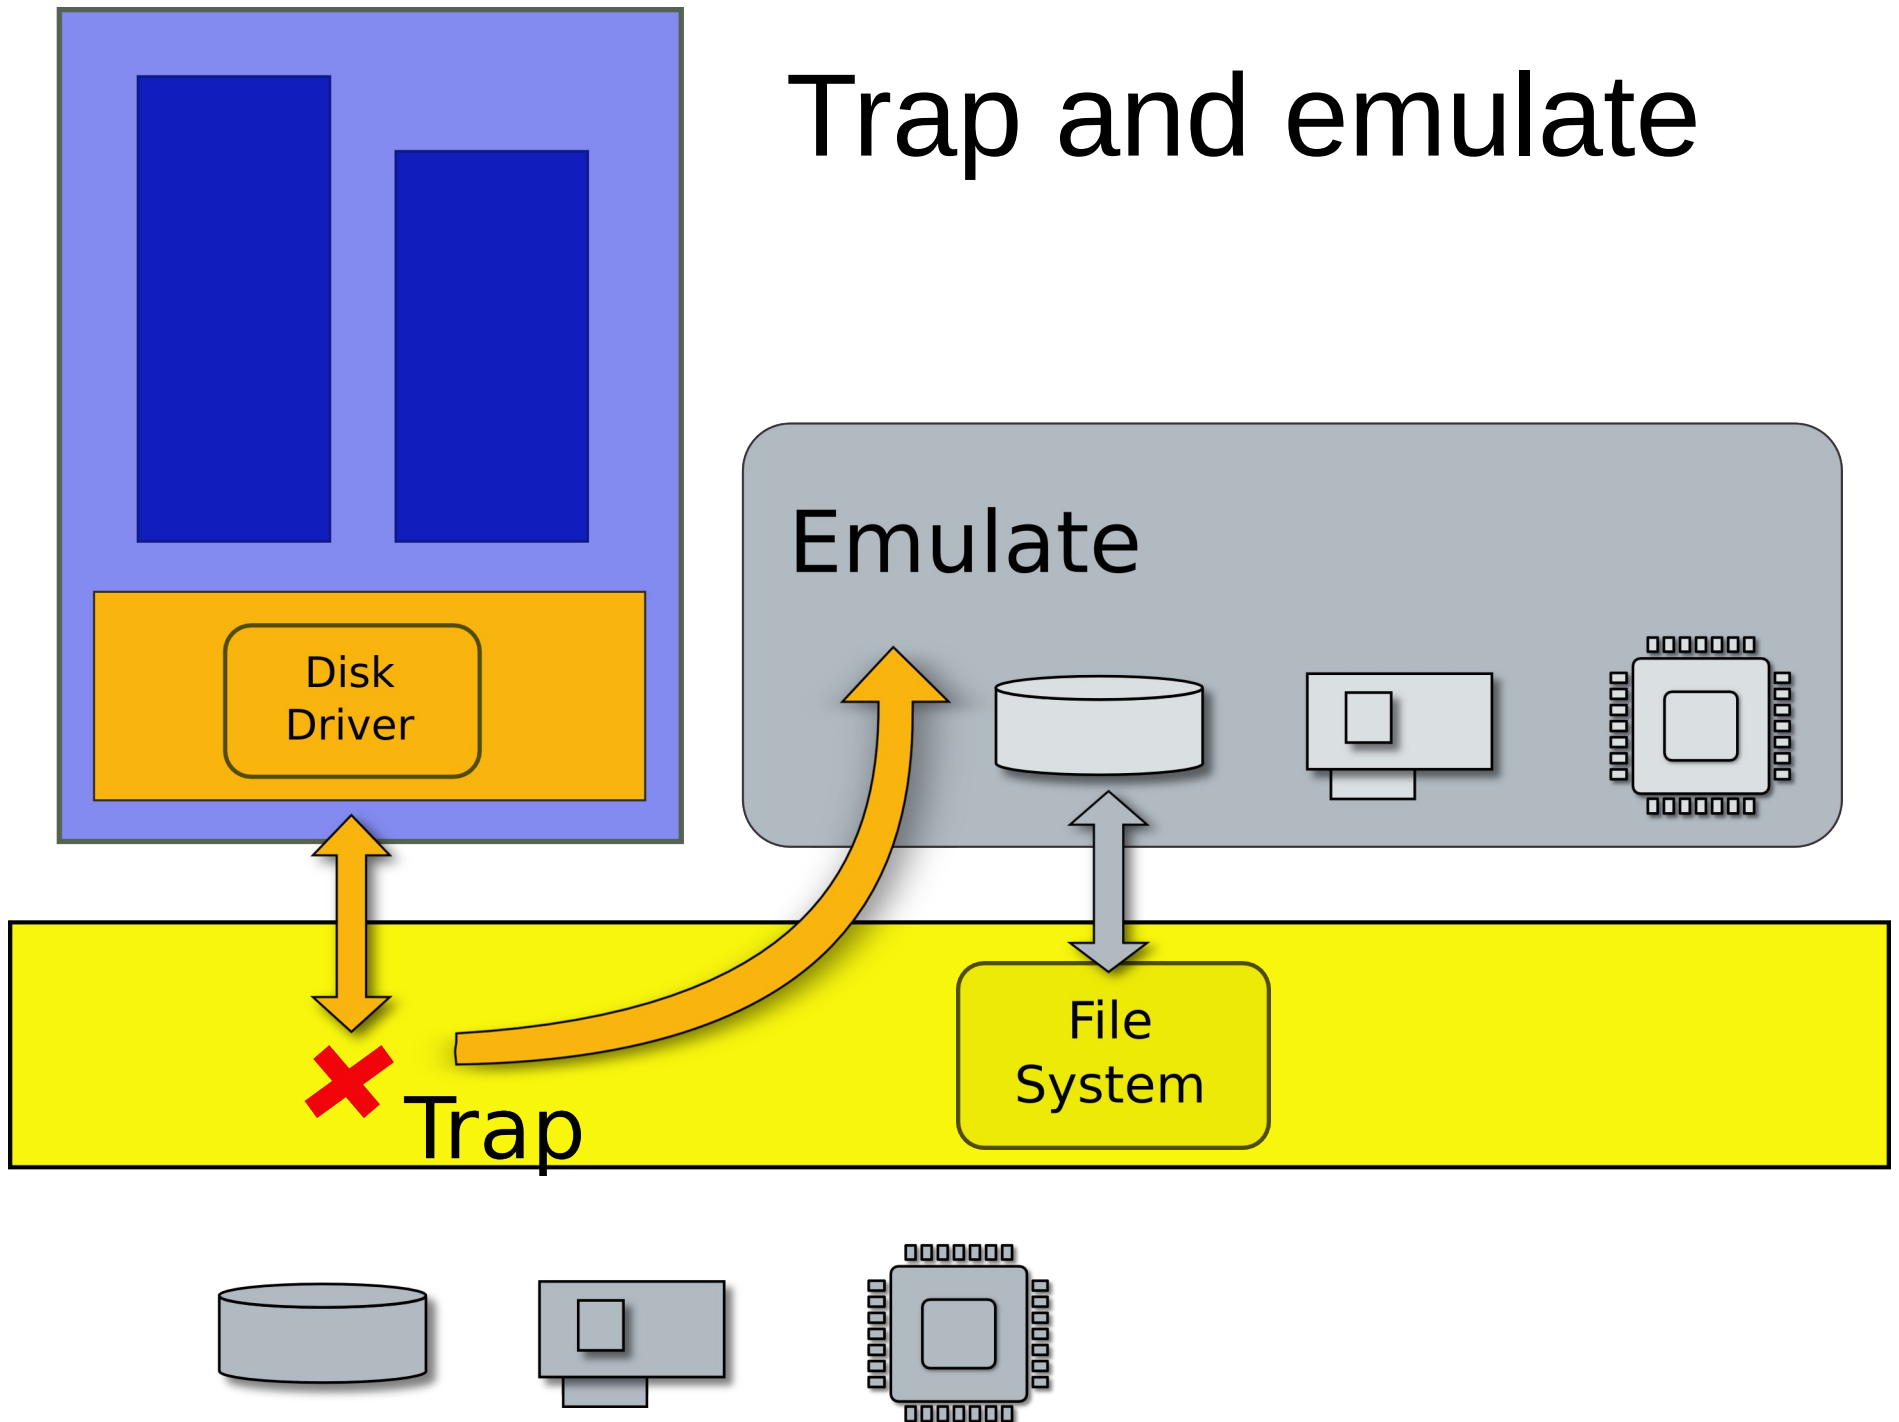 Trap and emulate
Emulate
Disk
Driver
File
System
Trap